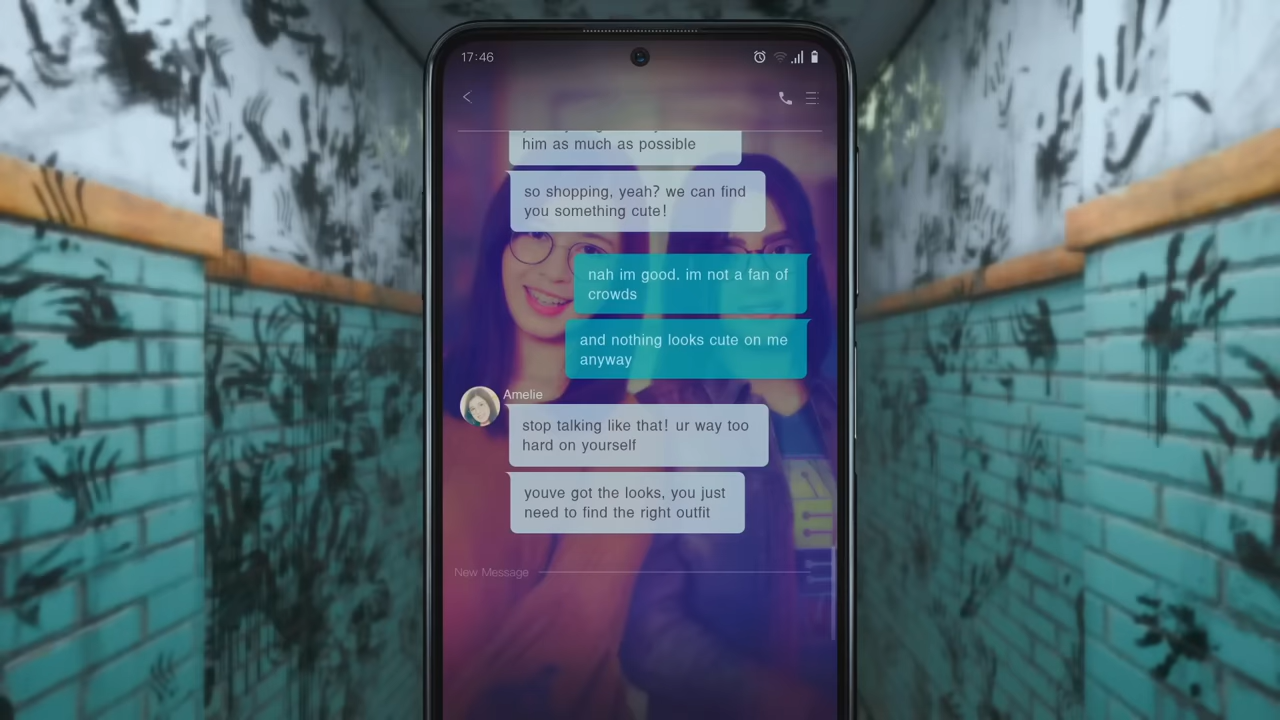 17:46
him as much as possible
so shopping, yeah? we can find
you something cute!
nah im good. im not a fan of
crowds
and nothing looks cute on me
anyway
Amelie
stop talking like that! ur way too
hard on yourself
youve got the looks, you just
need to find the right outfit
New Message